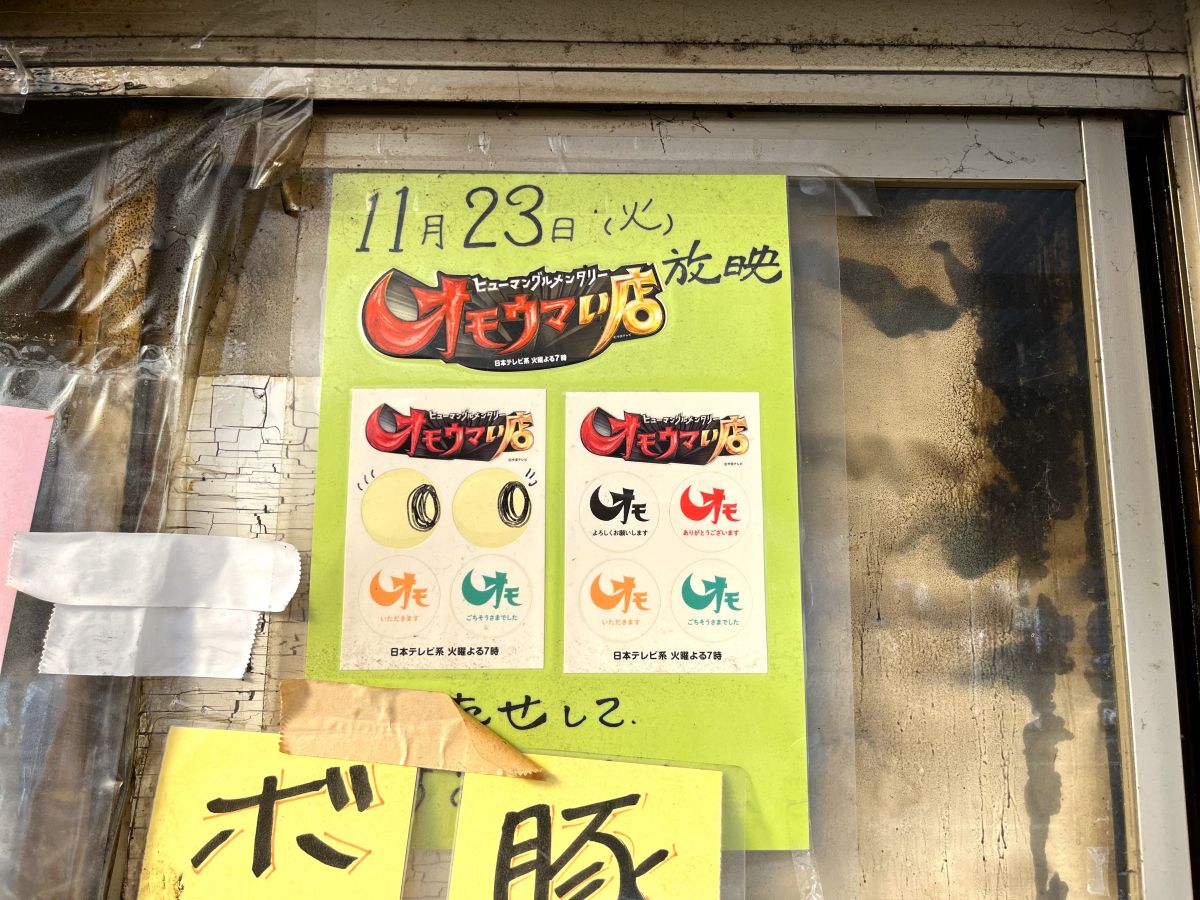 11月23日(火)
放映
ヒューマングルメンタリー
オモウマい店
日本テレビ系 火曜よる7時
ヒューマングルメンタリー
オモウマい店
オモ
いただきます
オモ
ごちそうさまでした
日本テレビ系 火曜よる7時
ヒューマングルメンタリー
オモウマい店
オモ
よろしくお願いします
オモ
ありがとうございます
オモ
いただきます
オモ
ごちそうさまでした
日本テレビ系 火曜よる7時
せして.
ボ
豚